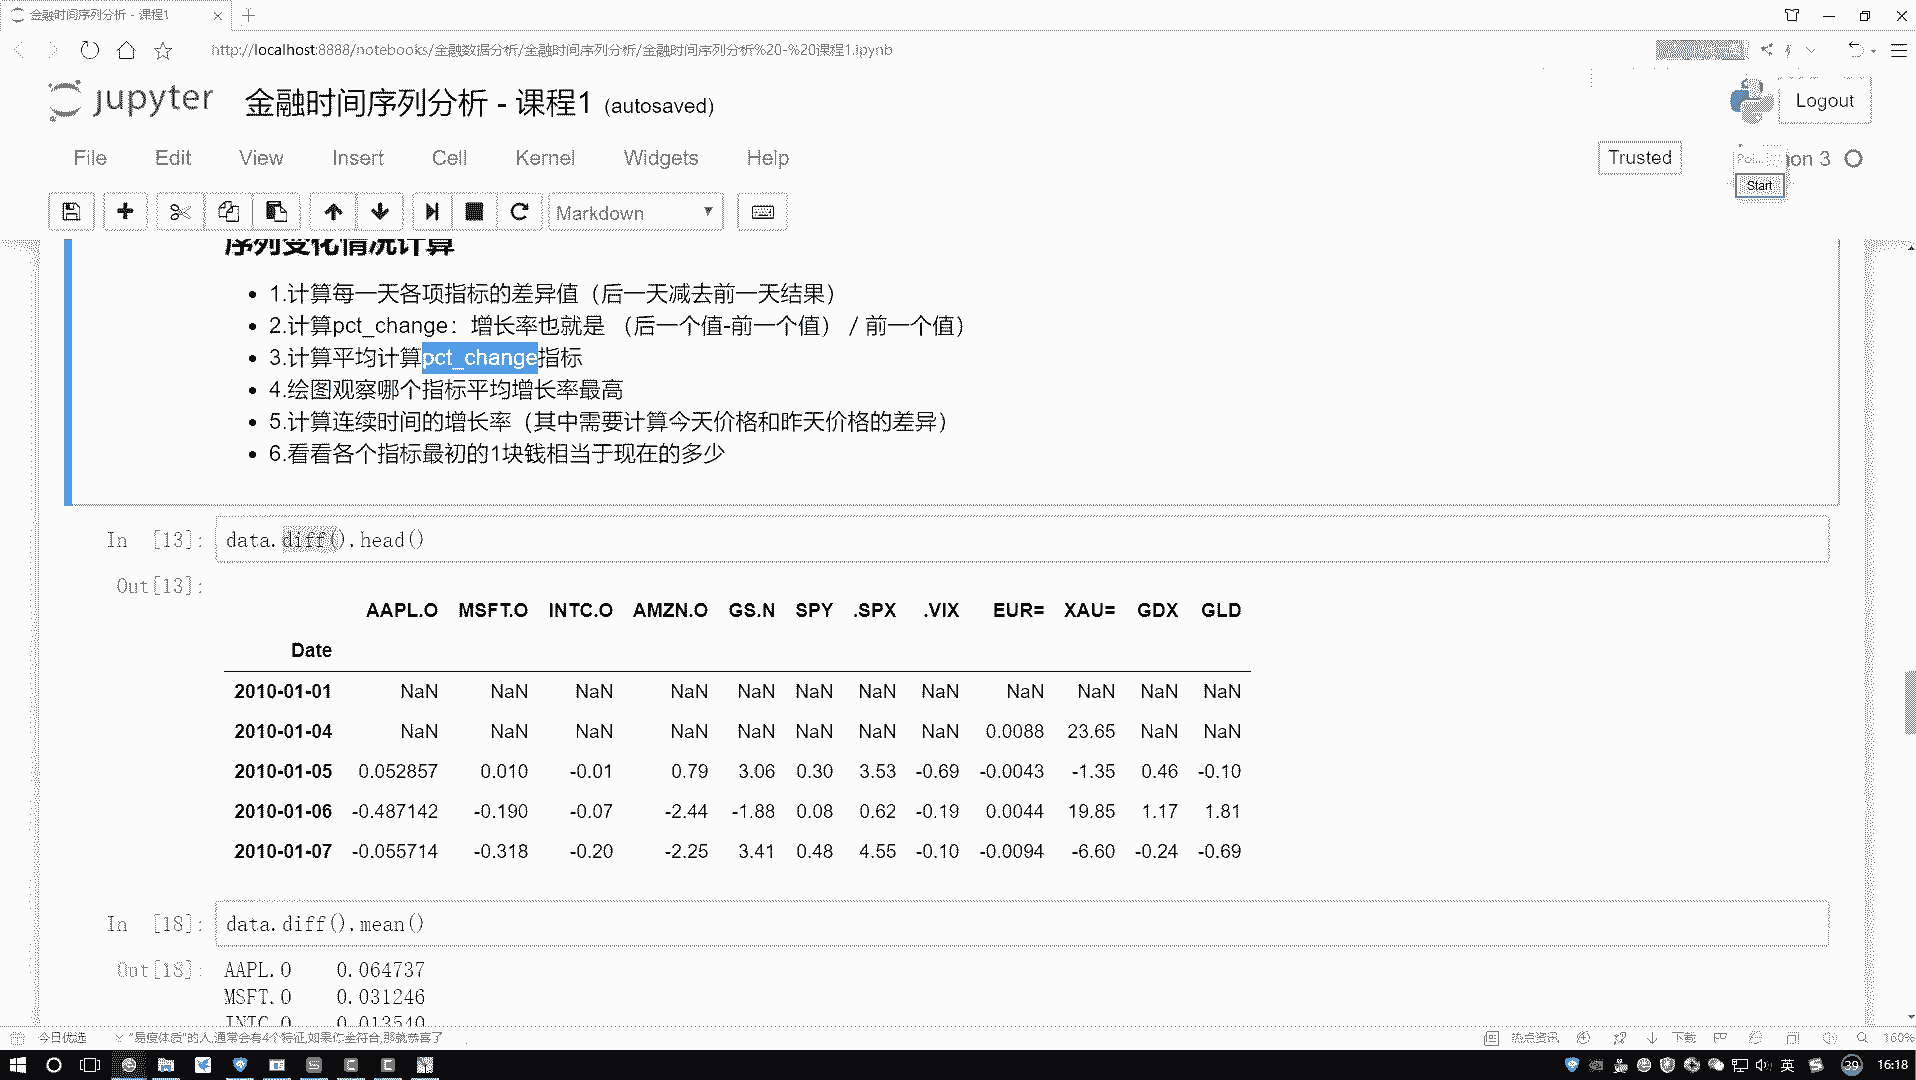 金融时间序列分析 - 课程1
http://localhost:8888/notebooks/金融数据分析/金融时间序列分析/金融时间序列分析%20-%20课程1.ipynb
jupyter 金融时间序列分析 - 课程1 (autosaved)
Logout
File Edit View Insert Cell Kernel Widgets Help
Trusted
on 3
Start
Markdown
序列变化情况计算
• 1.计算每一天各项指标的差异值（后一天减去前一天结果）
• 2.计算pct_change：增长率也就是 （后一个值-前一个值） / 前一个值）
• 3.计算平均计算pct_change指标
• 4.绘图观察哪个指标平均增长率最高
• 5.计算连续时间的增长率（其中需要计算今天价格和昨天价格的差异）
• 6.看看各个指标最初的1块钱相当于现在的多少
In [13]: data.diff().head()
Out[13]:
AAPL.O MSFT.O INTC.O AMZN.O GS.N SPY .SPX .VIX EUR= XAU= GDX GLD
Date
2010-01-01 NaN NaN NaN NaN NaN NaN NaN NaN NaN NaN NaN NaN
2010-01-04 NaN NaN NaN NaN NaN NaN NaN NaN 0.0088 23.65 NaN NaN
2010-01-05 0.052857 0.010 -0.01 0.79 3.06 0.30 3.53 -0.69 -0.0043 -1.35 0.46 -0.10
2010-01-06 -0.487142 -0.190 -0.07 -2.44 -1.88 0.08 0.62 -0.19 0.0044 19.85 1.17 1.81
2010-01-07 -0.055714 -0.318 -0.20 -2.25 3.41 0.48 4.55 -0.10 -0.0094 -6.60 -0.24 -0.69
In [18]: data.diff().mean()
Out[18]: AAPL.O 0.064737
MSFT.O 0.031246
INTC.O 0.013540
今日优选 "易瘦体质"的人,通常会有4个特征,如果你全符合,那就恭喜了 热点资讯 下载 160%
英 39 16:18